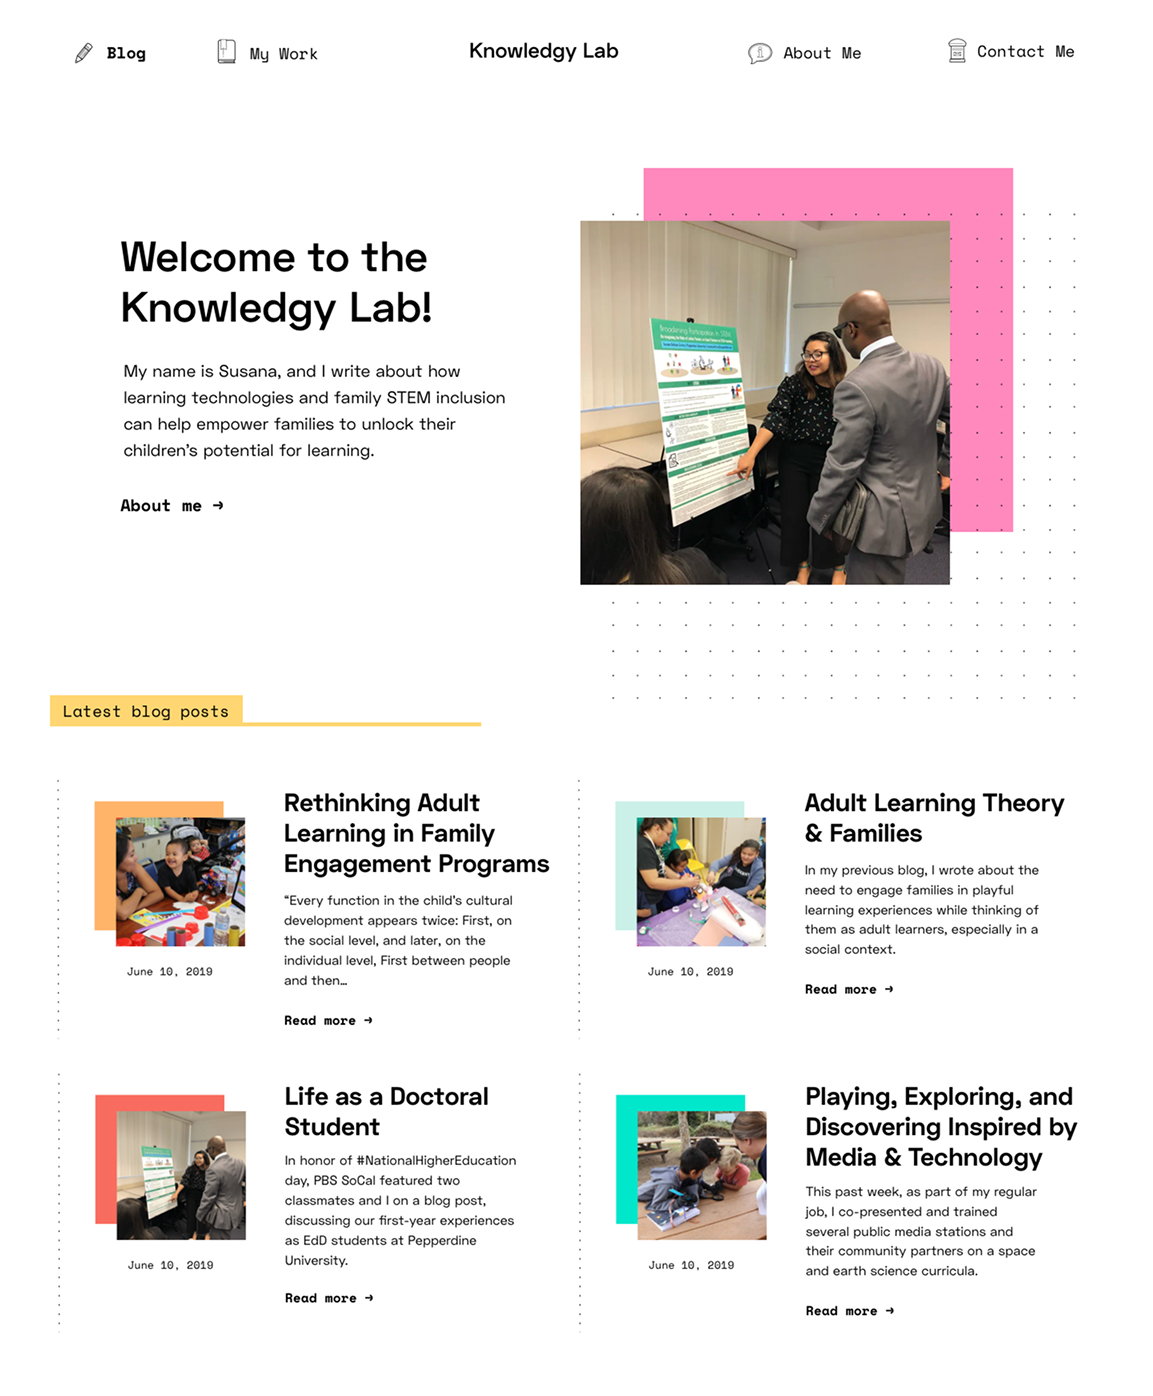 Blog
My Work
Knowledgy Lab
About Me
Contact Me
Welcome to the
Knowledgy Lab!
My name is Susana, and I write about how
learning technologies and family STEM inclusion
can help empower families to unlock their
children's potential for learning.
About me →
Broadening Participation in STEM
Latest blog posts
Rethinking Adult
Learning in Family
Engagement Programs
“Every function in the child's cultural
development appears twice: First, on
the social level, and later, on the
individual level, First between people
and then...
June 10, 2019
Read more →
Adult Learning Theory
& Families
In my previous blog, I wrote about the
need to engage families in playful
learning experiences while thinking of
them as adult learners, especially in a
social context.
June 10, 2019
Read more →
Life as a Doctoral
Student
In honor of #NationalHigherEducation
day, PBS SoCal featured two
classmates and I on a blog post,
discussing our first-year experiences
as EdD students at Pepperdine
University.
June 10, 2019
Read more →
Playing, Exploring, and
Discovering Inspired by
Media & Technology
This past week, as part of my regular
job, I co-presented and trained
several public media stations and
their community partners on a space
and earth science curricula.
June 10, 2019
Read more →